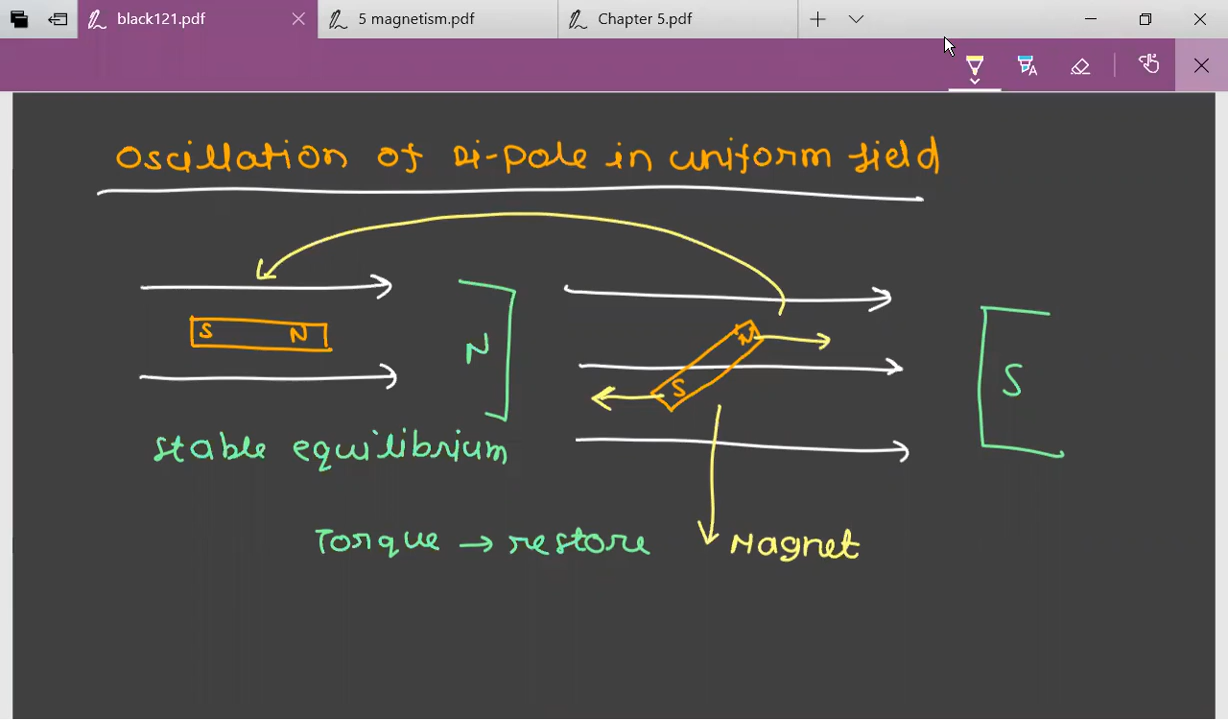 black121.pdf
5 magnetism.pdf
Chapter 5.pdf
Oscillation of Di-pole in uniform field
S N
N
N
S
S
stable equilibrium
Torque → restore
Magnet